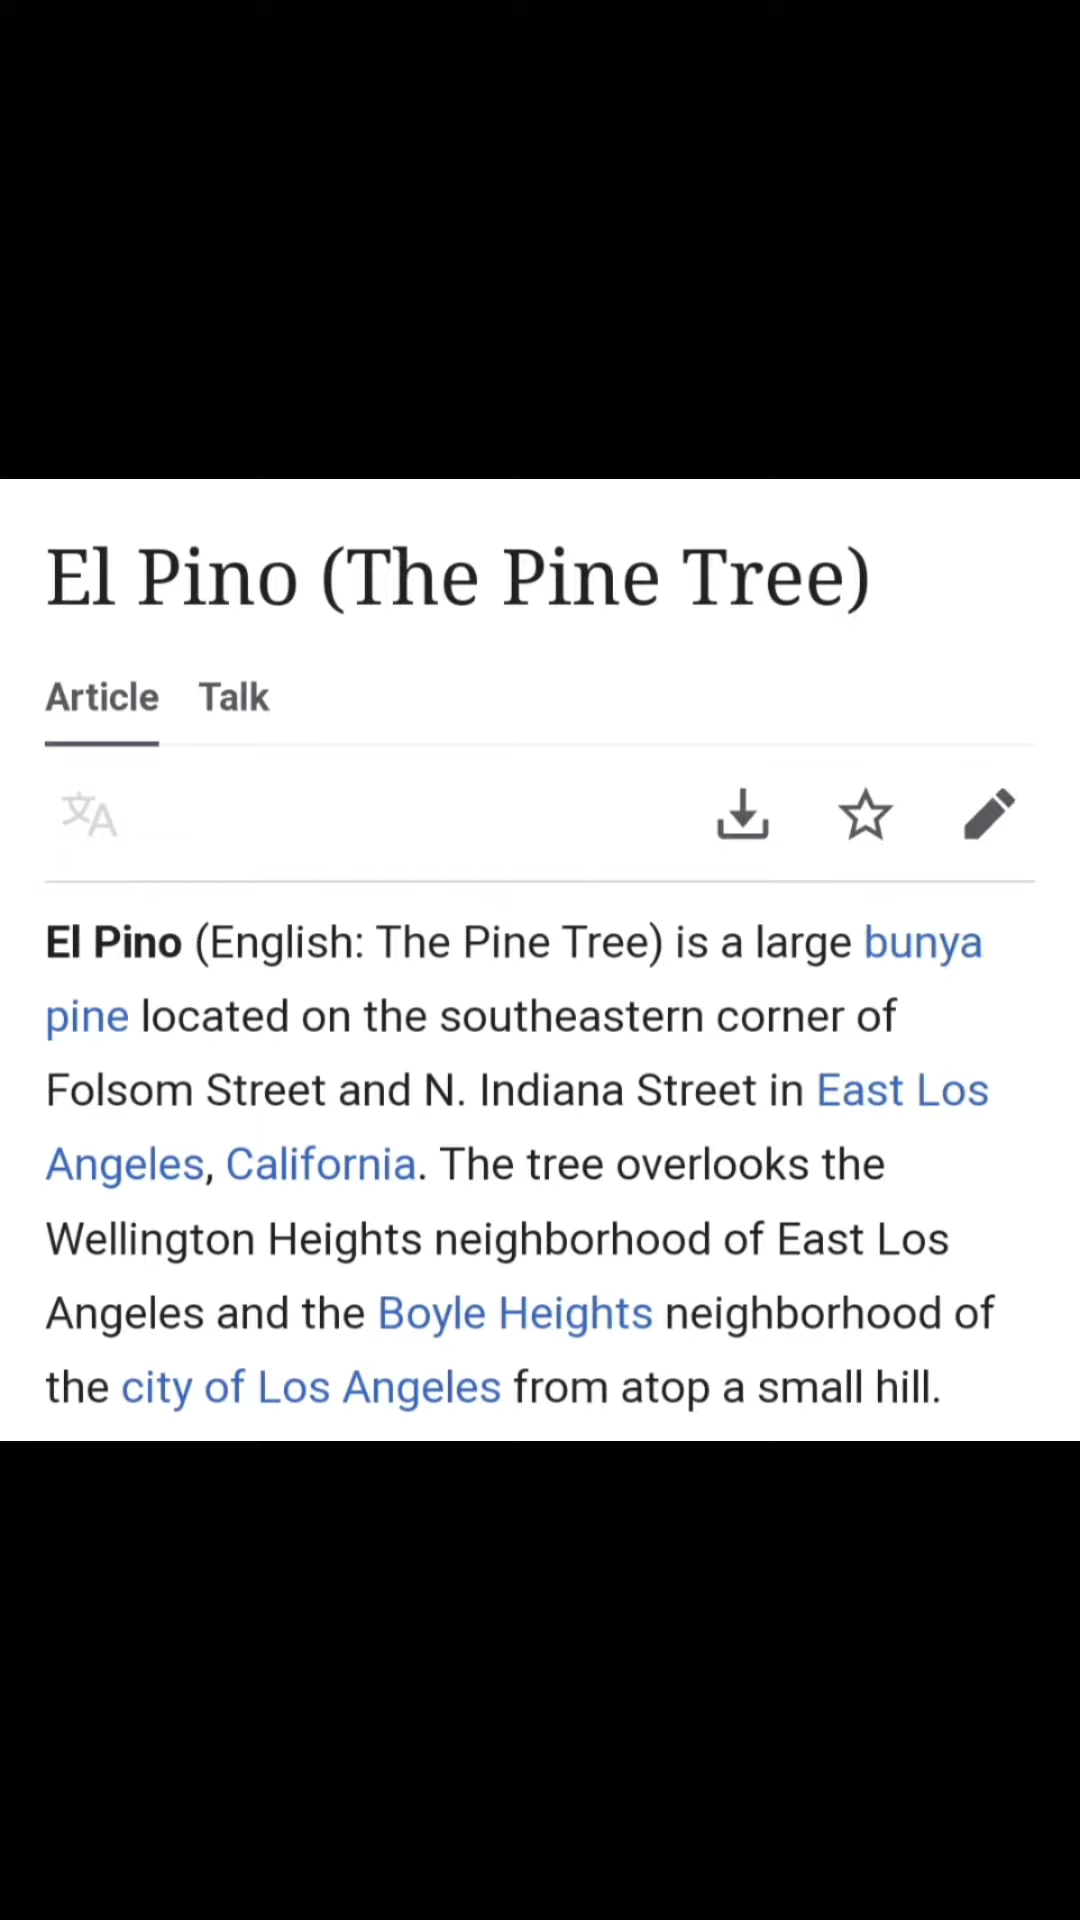 El Pino (The Pine Tree)
Article Talk
文A
El Pino (English: The Pine Tree) is a large bunya
pine located on the southeastern corner of
Folsom Street and N. Indiana Street in East Los
Angeles, California. The tree overlooks the
Wellington Heights neighborhood of East Los
Angeles and the Boyle Heights neighborhood of
the city of Los Angeles from atop a small hill.